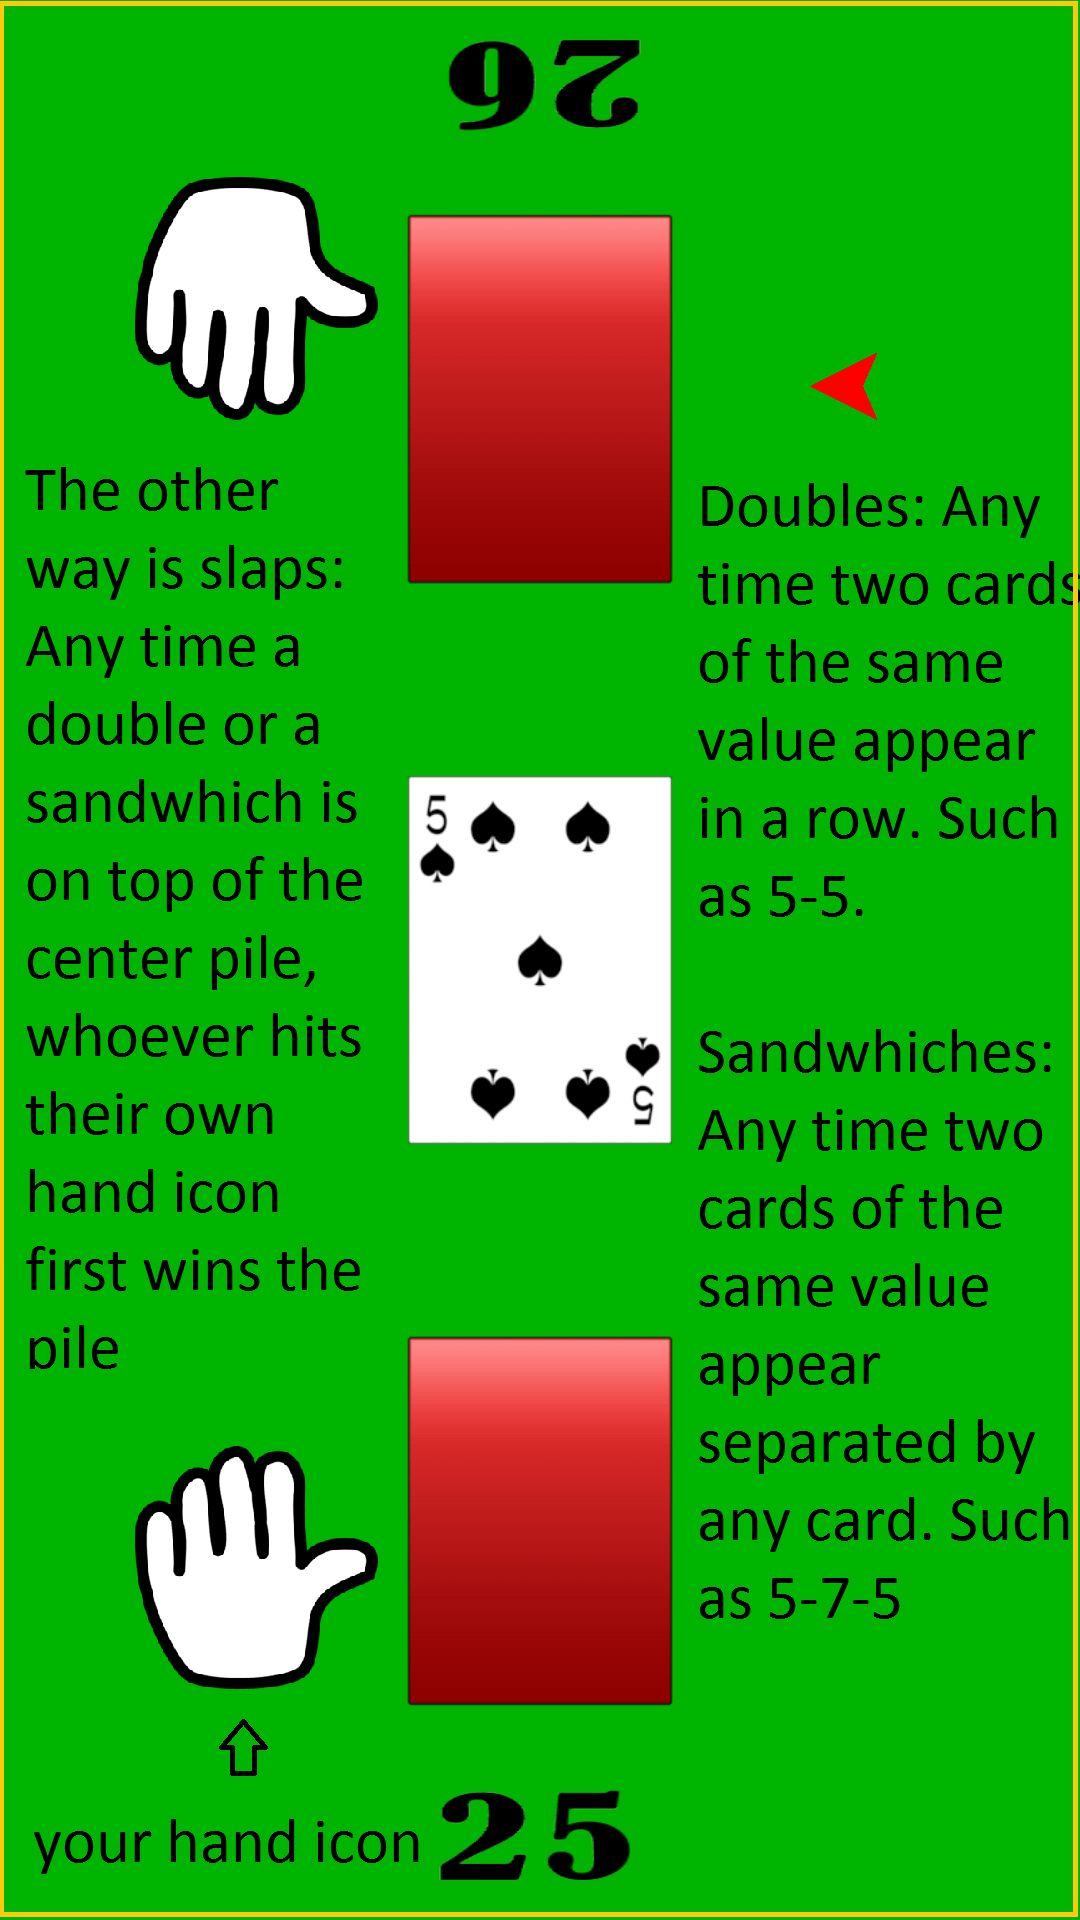 26
The other
way is slaps:
Any time a
double or a
sandwhich is
on top of the
center pile,
whoever hits
their own
hand icon
first wins the
pile
5
5
Doubles: Any
time two cards
of the same
value appear
in a row. Such
as 5-5.
Sandwhiches:
Any time two
cards of the
same value
appear
separated by
any card. Such
as 5-7-5
your hand icon
25